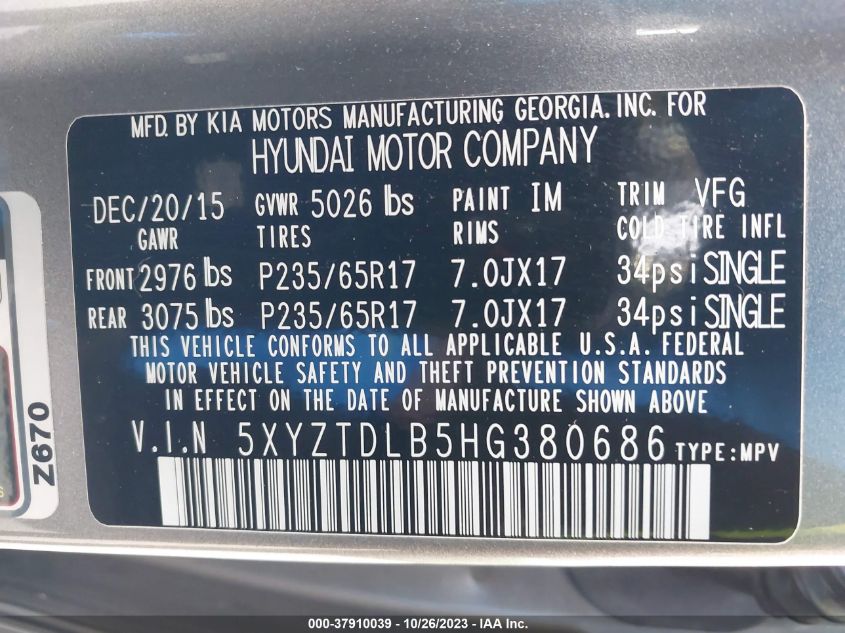 MFD. BY KIA MOTORS MANUFACTURING GEORGIA. INC. FOR
HYUNDAI MOTOR COMPANY
DEC/20/15 GVWR 5026 lbs PAINT IM TRIM VFG
GAWR TIRES RIMS COLD TIRE INFL
FRONT 2976 lbs P235/65R17 7.0JX17 34psi SINGLE
REAR 3075 lbs P235/65R17 7.0JX17 34psi SINGLE
THIS VEHICLE CONFORMS TO ALL APPLICABLE U.S.A. FEDERAL
MOTOR VEHICLE SAFETY AND THEFT PREVENTION STANDARDS
IN EFFECT ON THE DATE OF MANUFACTURE SHOWN ABOVE
V.I.N 5XYZTDLB5HG380686 TYPE:MPV
Z670
000-37910039 | 10/26/2023 - IAA Inc.